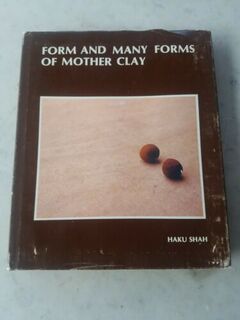 FORM AND MANY FORMS
OF MOTHER CLAY
HAKU SHAH